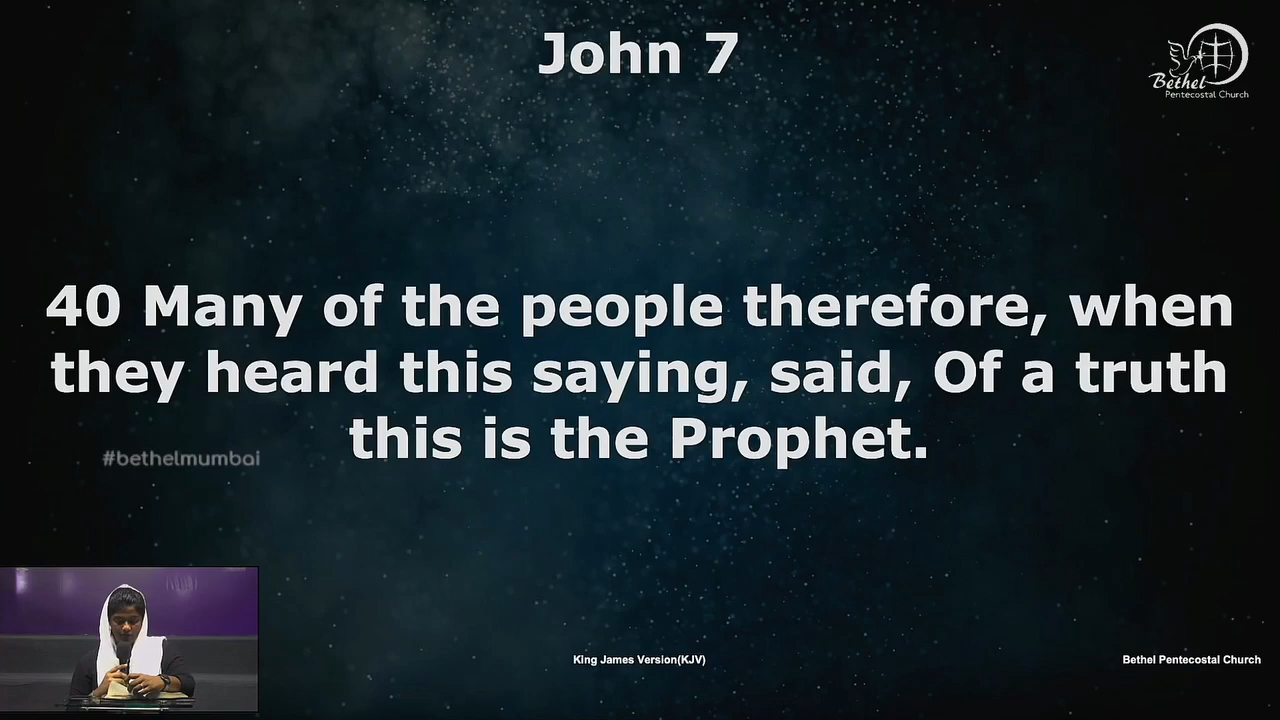 John 7
Bethel
Pentecostal Church
40 Many of the people therefore, when
they heard this saying, said, Of a truth
this is the Prophet.
#bethelmumbai
King James Version(KJV)
Bethel Pentecostal Church